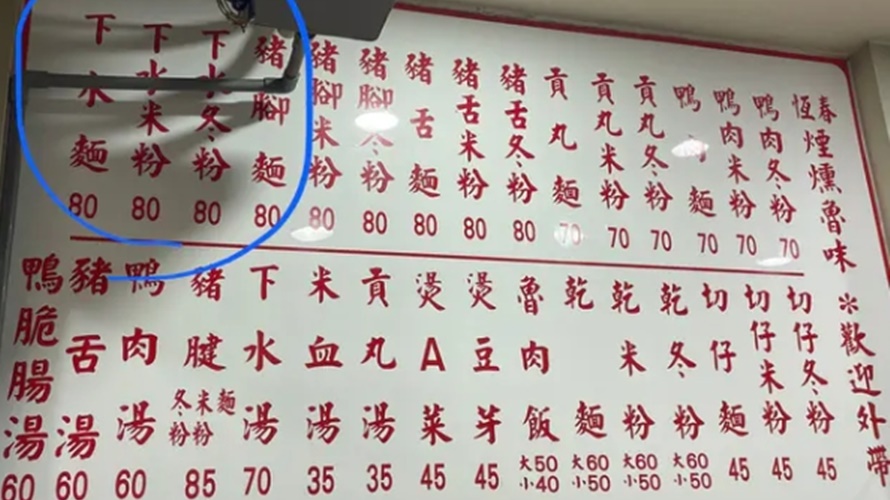 恆春煙燻魯味 ※歡迎外帶
鴨肉冬粉 70
鴨肉米粉 70
鴨肉麵 70
貢丸冬粉 70
貢丸米粉 70
貢丸麵 70
豬舌冬粉 80
豬舌米粉 80
豬舌麵 80
豬腳冬粉 80
豬腳米粉 80
豬腳麵 80
下水冬粉 80
下水米粉 80
下水麵 80
切仔冬粉 45
切仔米粉 45
切仔麵 45
乾冬粉 大60 小50
乾米粉 大60 小50
乾麵 大60 小50
魯肉飯 大50 小40
燙豆芽 45
燙A菜 45
貢丸湯 35
米血湯 35
下水湯 70
豬腱麵米粉冬粉 85
鴨肉湯 60
豬舌湯 60
鴨脆腸湯 60